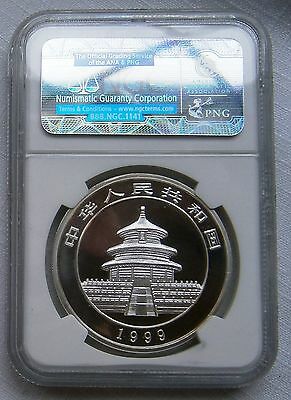 The Official Grading Service
of the ANA & PNG
Numismatic Guaranty Corporation
Terms & Conditions – www.ngcterms.com
888.NGC.1141
ASSOCIATION
PNG
中华人民共和国
1999